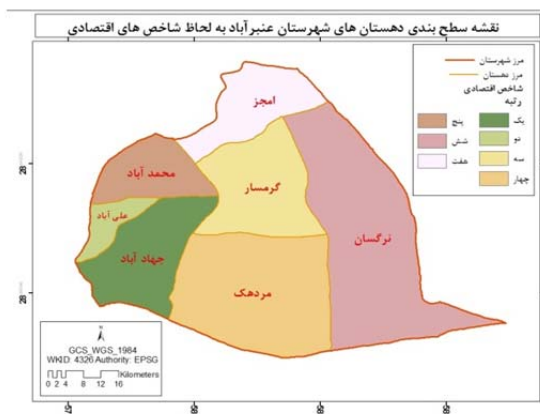 نقشه سطح بندی دهستان های شهرستان عنبرآباد به لحاظ شاخص های اقتصادی
مرز شهرستان
مرز دهستان
شاخص اقتصادی
رتبه
یک
پنج
دو
شش
سه
هفت
چهار
امجز
محمد آباد
گرمسار
علی آباد
نرگسان
جهاد آباد
مردهک
28
28
N
GCS_WGS_1984
WKID: 4326 Authority: EPSG
Kilometers
0 2 4 8 12 16